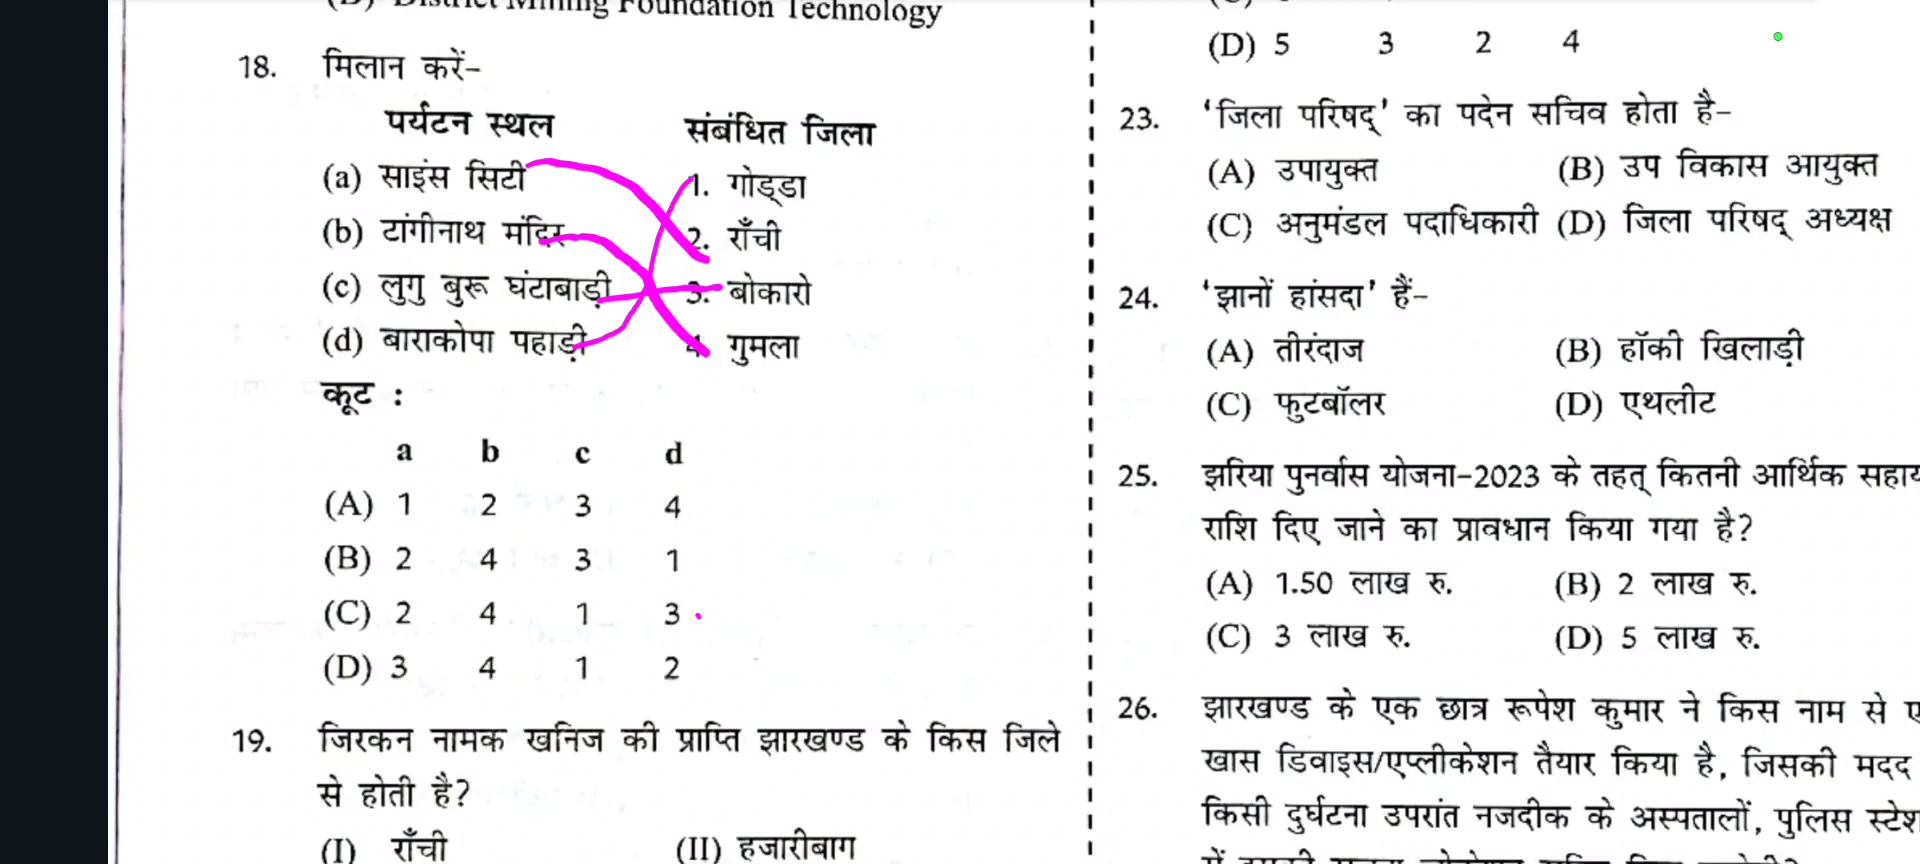 (D) District Mining Foundation Technology
18. मिलान करें-
पर्यटन स्थल संबंधित जिला
(a) साइंस सिटी 1. गोड्डा
(b) टांगीनाथ मंदिर 2. राँची
(c) लुगु बुरू घंटाबाड़ी 3. बोकारो
(d) बाराकोपा पहाड़ी 4. गुमला
कूट :
a b c d
(A) 1 2 3 4
(B) 2 4 3 1
(C) 2 4 1 3
(D) 3 4 1 2
19. जिरकन नामक खनिज की प्राप्ति झारखण्ड के किस जिले
से होती है?
(I) राँची (II) हजारीबाग
(D) 5 3 2 4
23. ‘जिला परिषद्’ का पदेन सचिव होता है-
(A) उपायुक्त (B) उप विकास आयुक्त
(C) अनुमंडल पदाधिकारी (D) जिला परिषद् अध्यक्ष
24. ‘झानों हांसदा’ हैं-
(A) तीरंदाज (B) हॉकी खिलाड़ी
(C) फुटबॉलर (D) एथलीट
25. झरिया पुनर्वास योजना-2023 के तहत् कितनी आर्थिक
राशि दिए जाने का प्रावधान किया गया है?
(A) 1.50 लाख रु. (B) 2 लाख रु.
(C) 3 लाख रु. (D) 5 लाख रु.
26. झारखण्ड के एक छात्र रूपेश कुमार ने किस नाम से
खास डिवाइस/एप्लीकेशन तैयार किया है, जिसकी मदद
किसी दुर्घटना उपरांत नजदीक के अस्पतालों, पुलिस